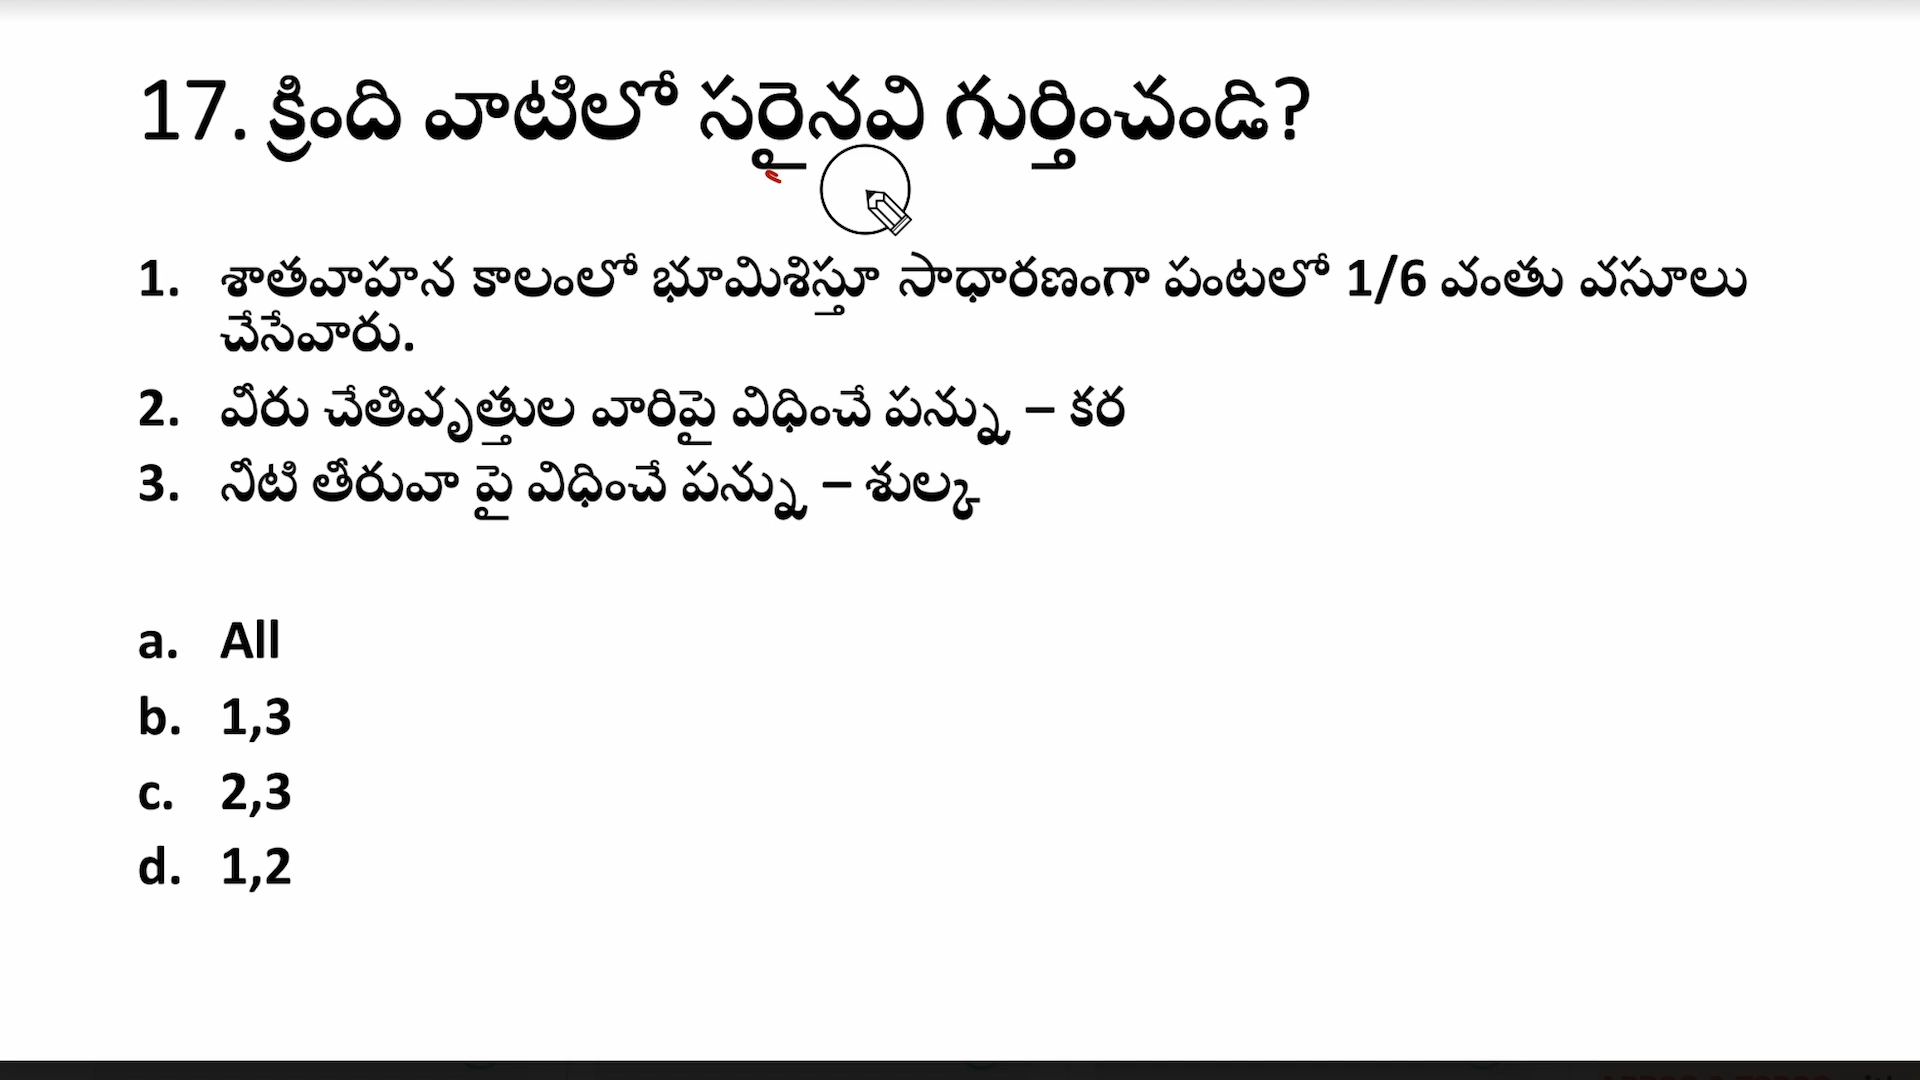 17. క్రింది వాటిలో సరైనవి గుర్తించండి?
1. శాతవాహన కాలంలో భూమిశిస్తూ సాధారణంగా పంటలో 1/6 వంతు వసూలు
చేసేవారు.
2. వీరు చేతివృత్తుల వారిపై విధించే పన్ను – కర
3. నీటి తీరువా పై విధించే పన్ను – శుల్క
a. All
b. 1,3
c. 2,3
d. 1,2